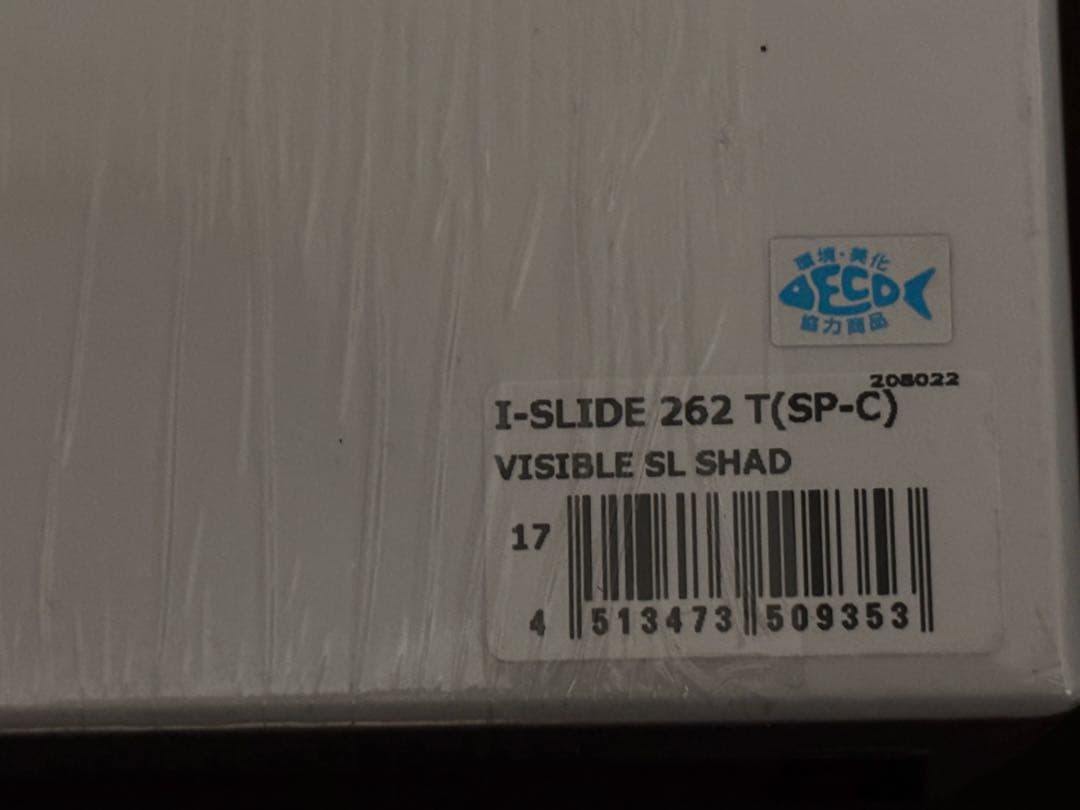 環境・美化
ECO
協力商品
208022
I-SLIDE 262 T(SP-C)
VISIBLE SL SHAD
17
4 513473 509353